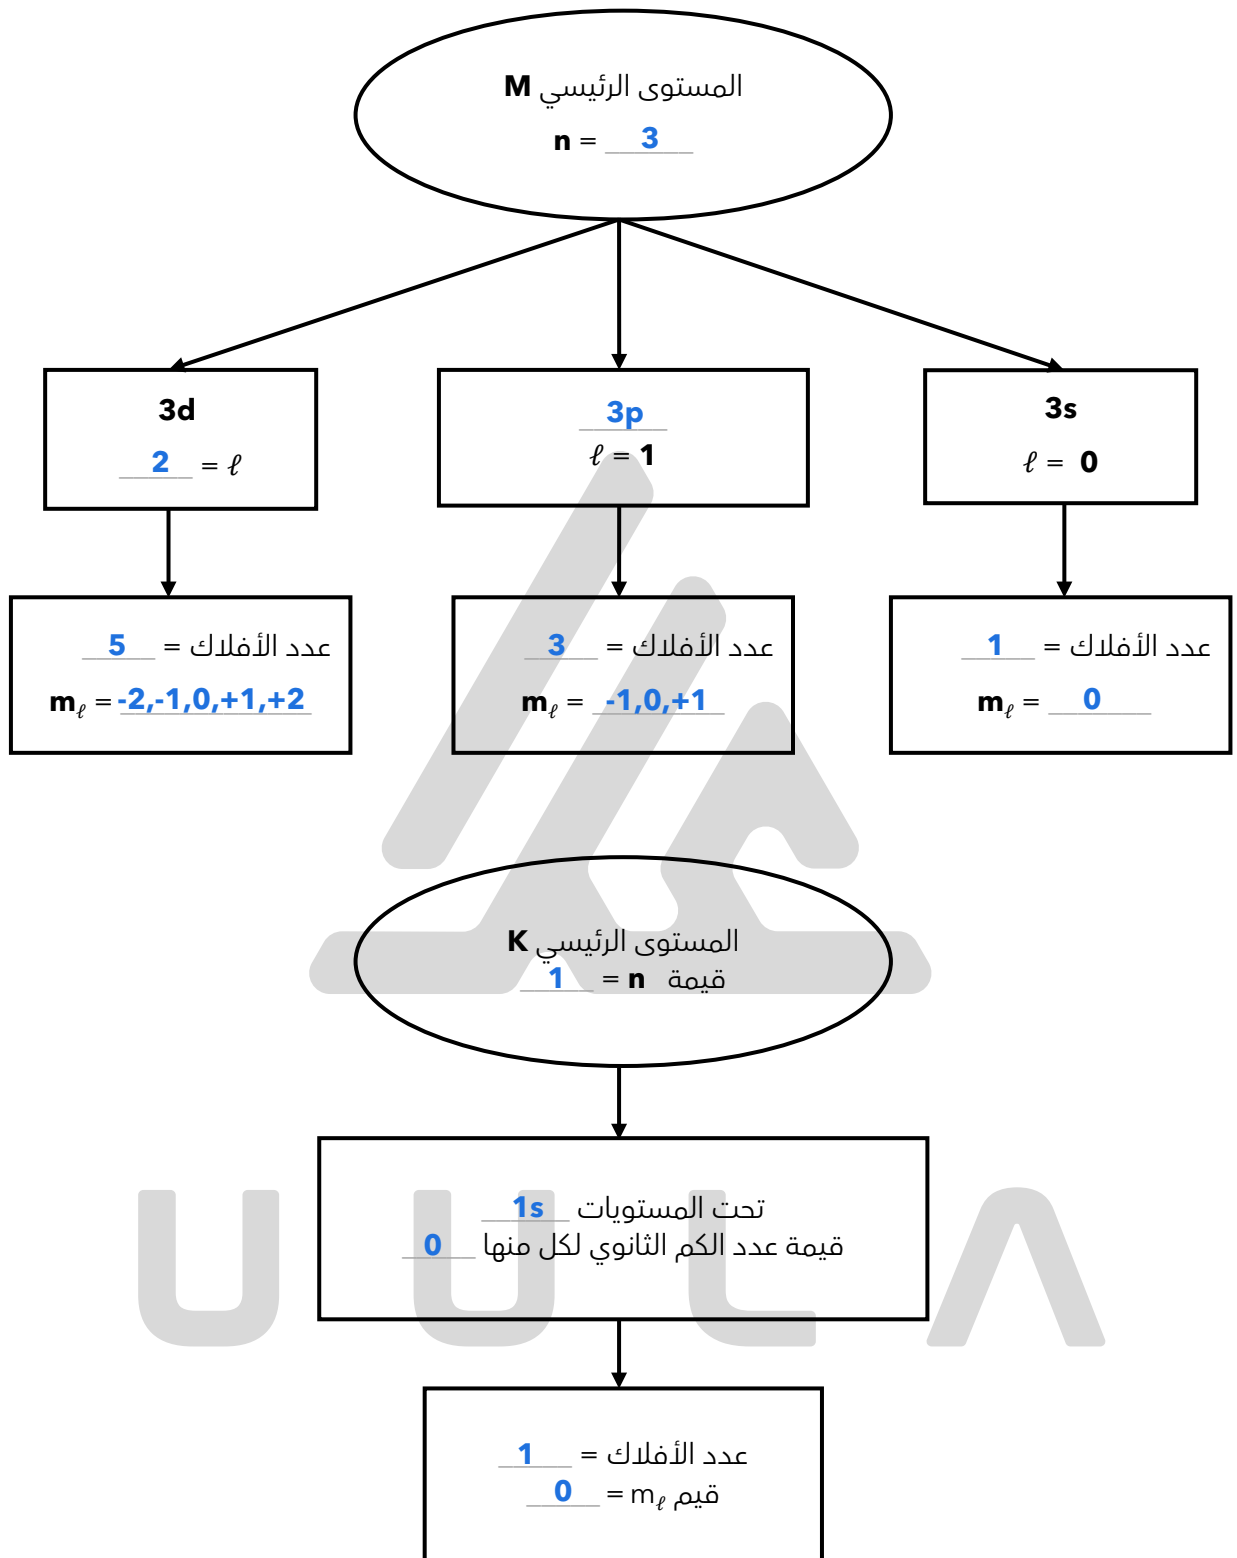 المستوى الرئيسي M
n = 3
3s
ℓ = 0
3p
ℓ = 1
3d
2 = ℓ
عدد الأفلاك = 1
mℓ = 0
عدد الأفلاك = 3
mℓ = -1,0,+1
عدد الأفلاك = 5
mℓ = -2,-1,0,+1,+2
المستوى الرئيسي K
قيمة n = 1
تحت المستويات 1s
قيمة عدد الكم الثانوي لكل منها 0
عدد الأفلاك = 1
قيم mℓ = 0
UULA